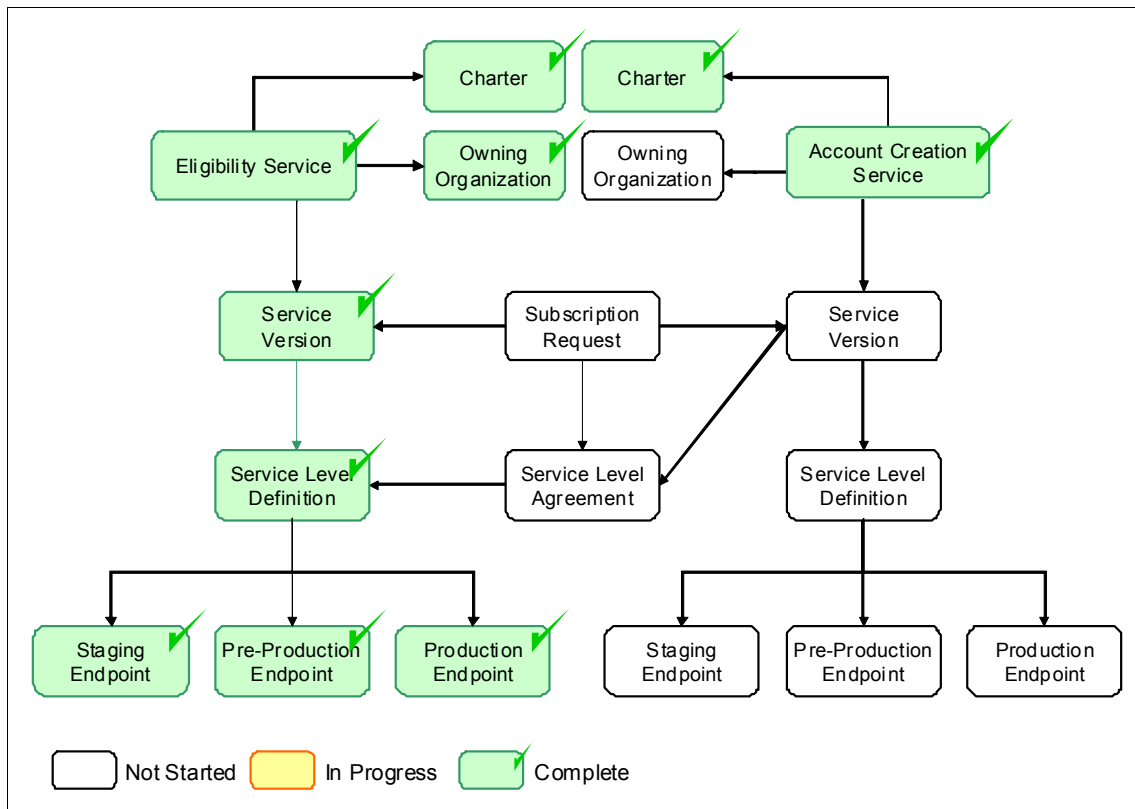 Charter
Charter
Eligibility Service
Owning
Organization
Owning
Organization
Account Creation
Service
Service
Version
Subscription
Request
Service
Version
Service Level
Definition
Service Level
Agreement
Service Level
Definition
Staging
Endpoint
Pre-Production
Endpoint
Production
Endpoint
Staging
Endpoint
Pre-Production
Endpoint
Production
Endpoint
Not Started
In Progress
Complete